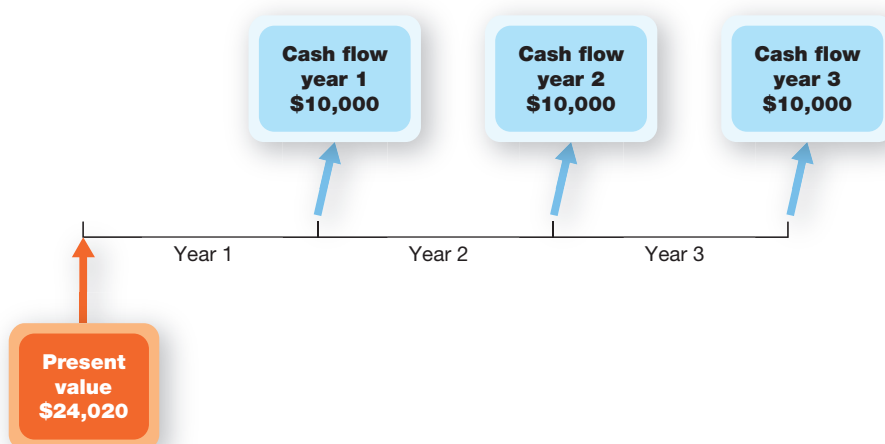 Cash flow
year 1
$10,000
Cash flow
year 2
$10,000
Cash flow
year 3
$10,000
Year 1
Year 2
Year 3
Present
value
$24,020